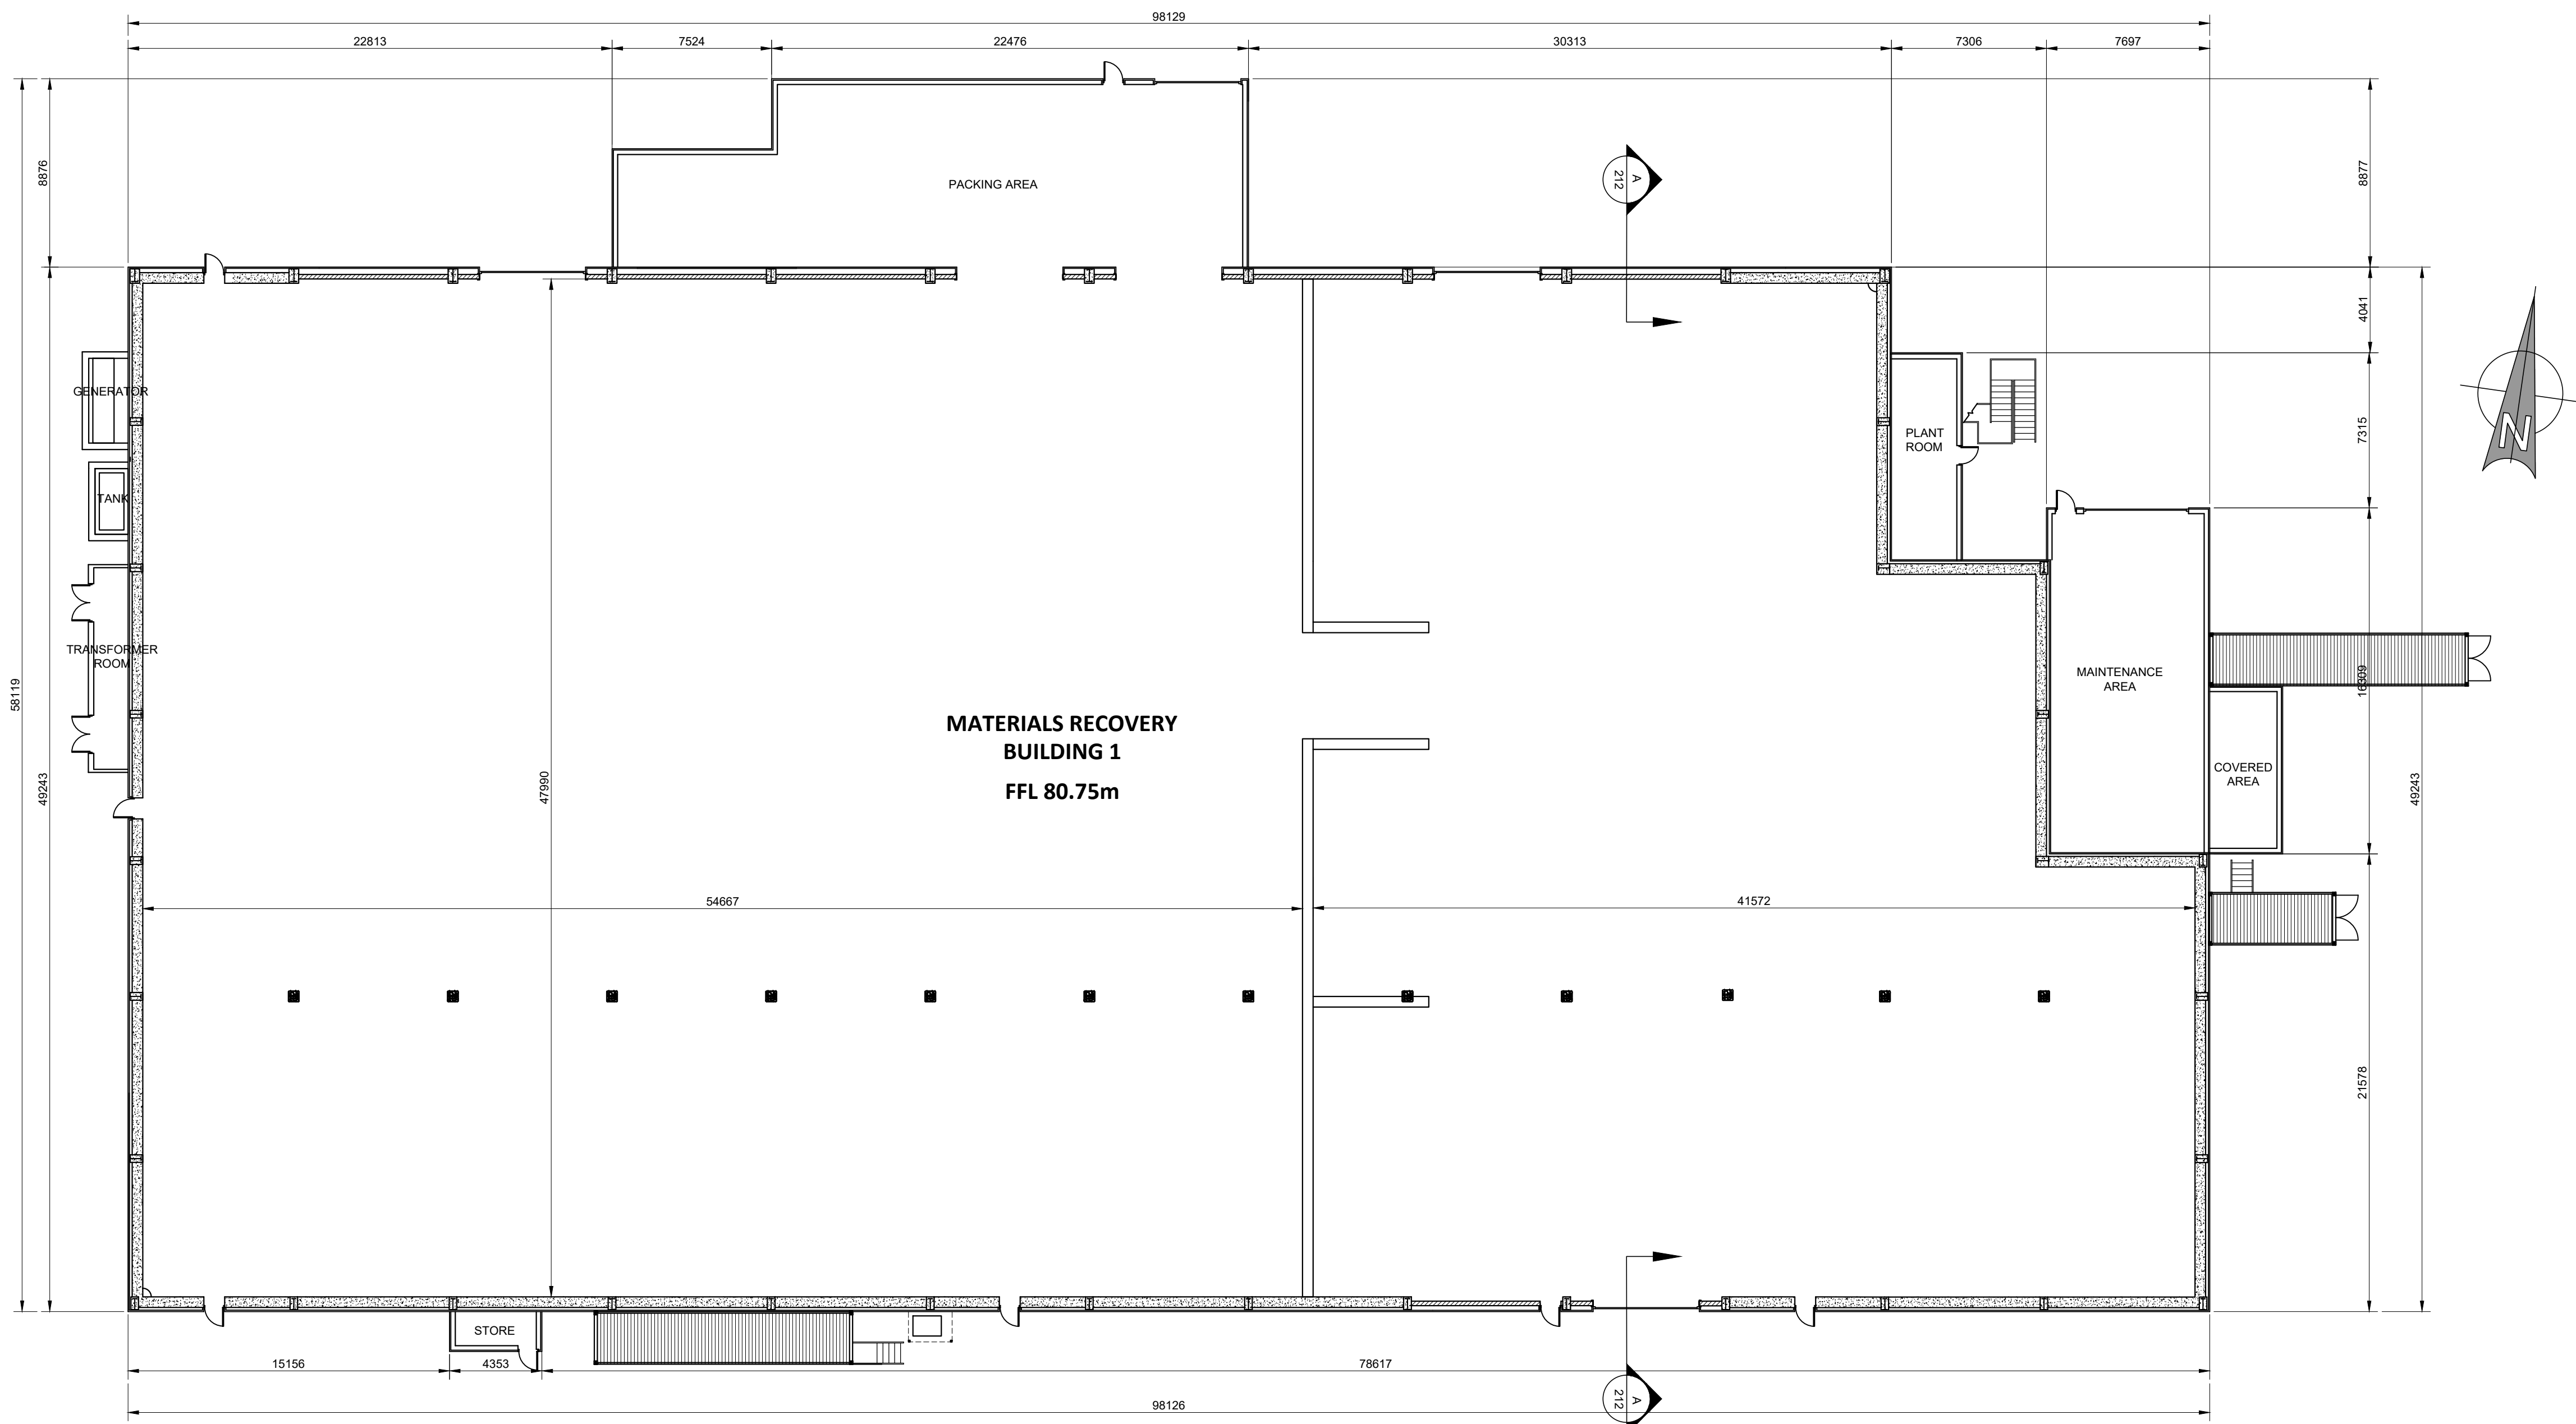 98129
22813
7524
22476
30313
7306
7697
8876
PACKING AREA
A
212
8877
4041
GENERATOR
N
7315
PLANT
ROOM
TANK
TRANSFORMER
ROOM
58119
MAINTENANCE
AREA
16309
MATERIALS RECOVERY
BUILDING 1
FFL 80.75m
49243
47990
COVERED
AREA
49243
54667
41572
21578
STORE
15156
4353
78617
A
212
98126